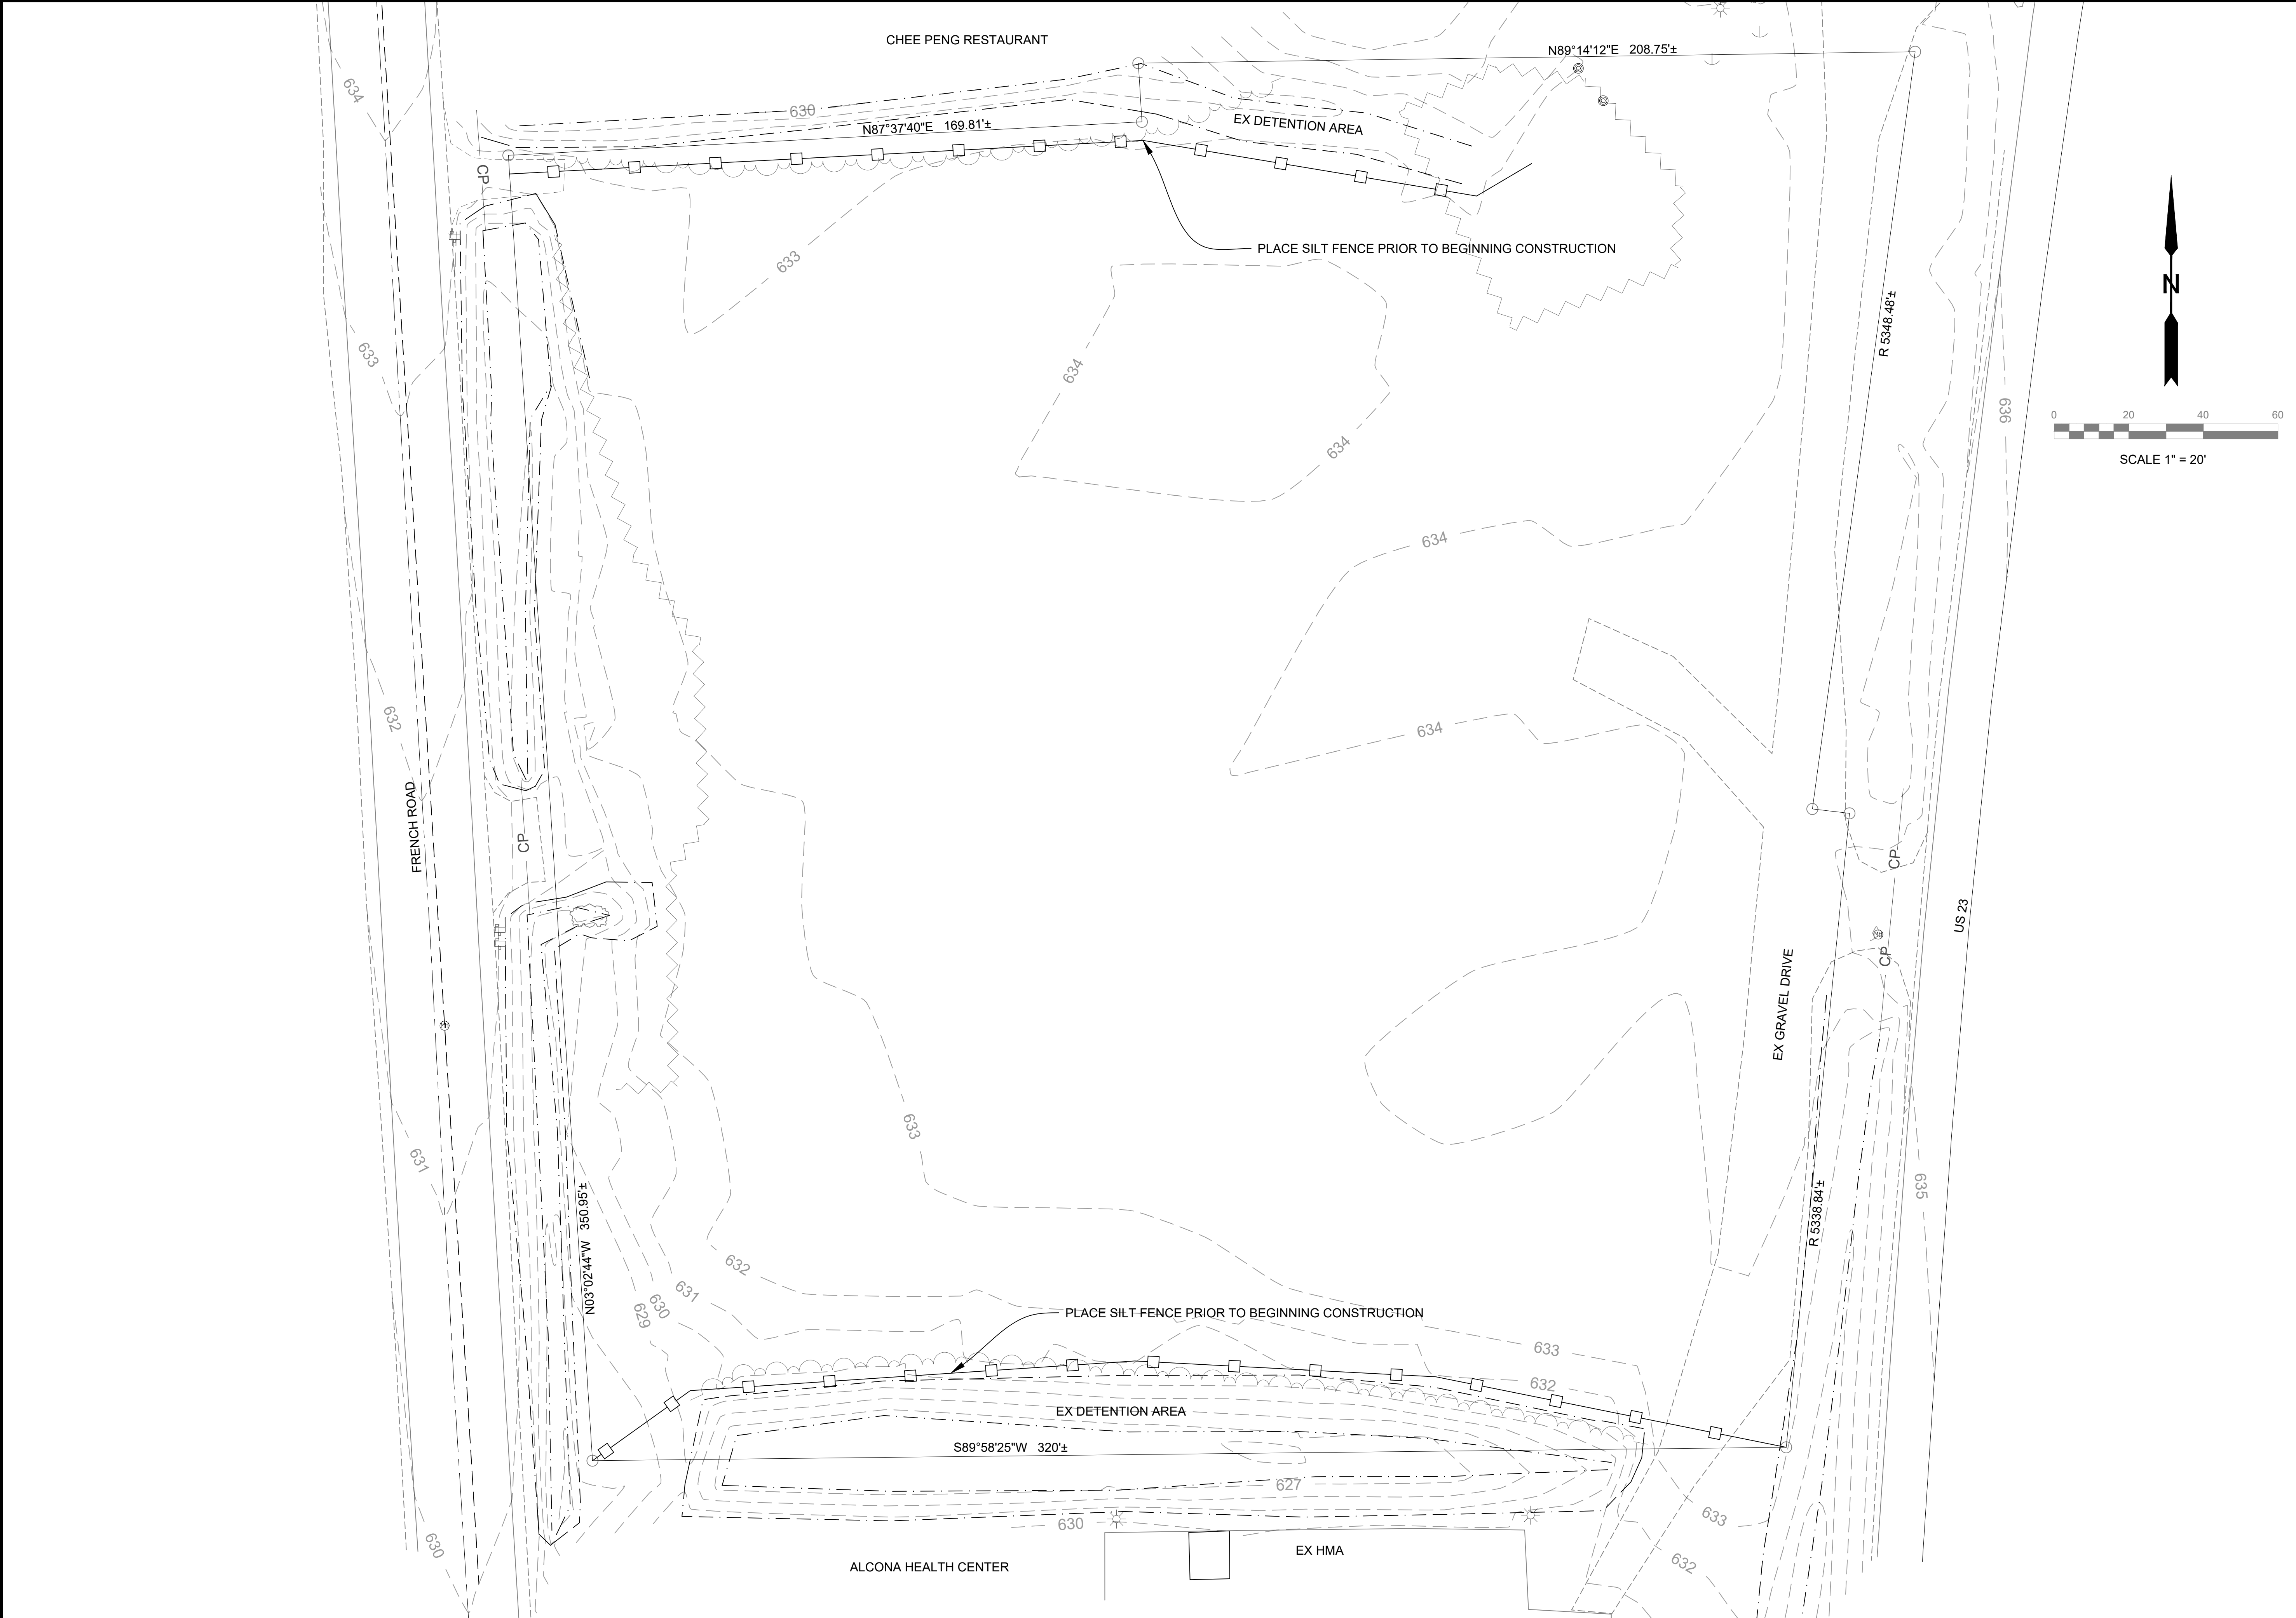 CHEE PENG RESTAURANT
N89°14'12"E 208.75'±
634
630
N87°37'40"E 169.81'±
EX DETENTION AREA
CP
633
PLACE SILT FENCE PRIOR TO BEGINNING CONSTRUCTION
N
R 5348.48'±
633
634
636
0 20 40 60
SCALE 1" = 20'
634
634
632
634
FRENCH ROAD
CP
CP
US 23
MH
CP
EX GRAVEL DRIVE
633
631
635
N03°02'44"W 350.95'±
R 5338.84'±
632
631
630
629
PLACE SILT FENCE PRIOR TO BEGINNING CONSTRUCTION
633
632
EX DETENTION AREA
S89°58'25"W 320'±
627
630
633
630
EX HMA
ALCONA HEALTH CENTER
632